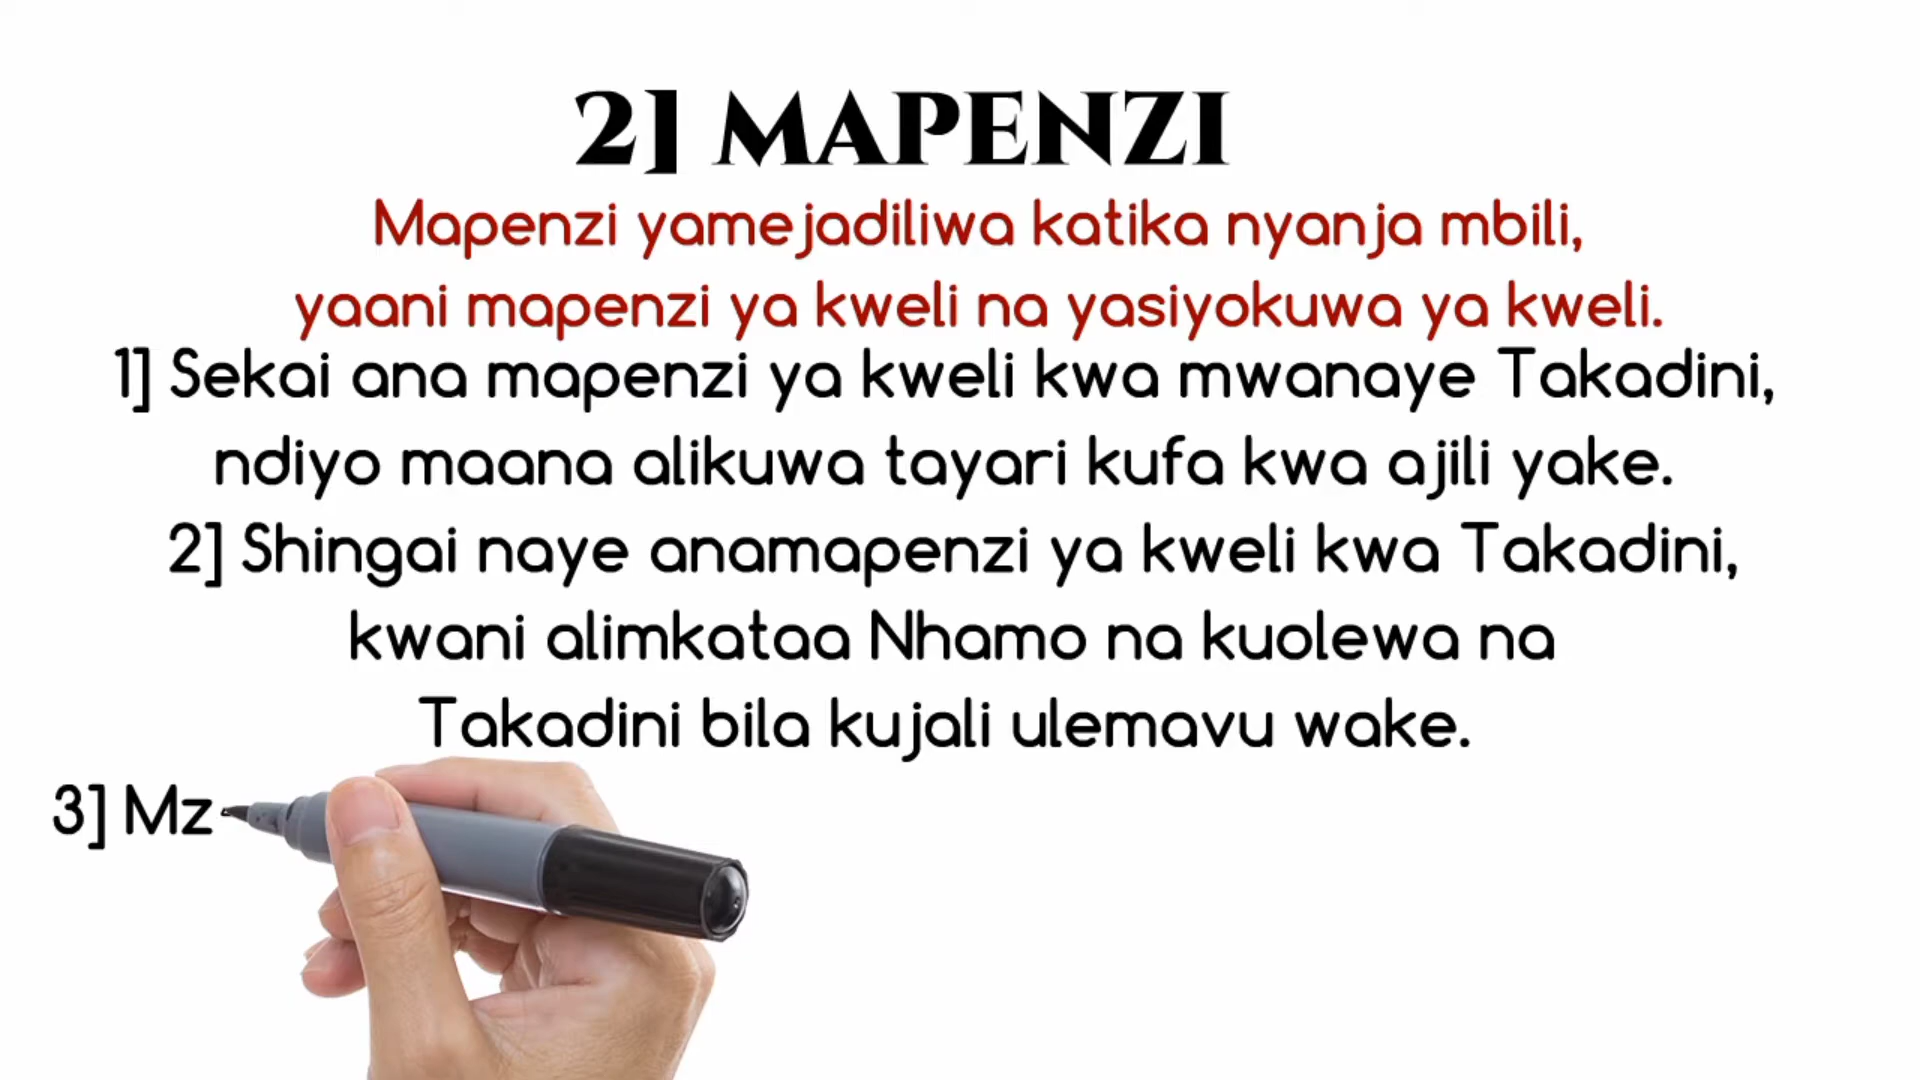 2] MAPENZI
Mapenzi yamejadiliwa katika nyanja mbili,
yaani mapenzi ya kweli na yasiyokuwa ya kweli.
1] Sekai ana mapenzi ya kweli kwa mwanaye Takadini,
ndiyo maana alikuwa tayari kufa kwa ajili yake.
2] Shingai naye anamapenzi ya kweli kwa Takadini,
kwani alimkataa Nhamo na kuolewa na
Takadini bila kujali ulemavu wake.
3] Mz